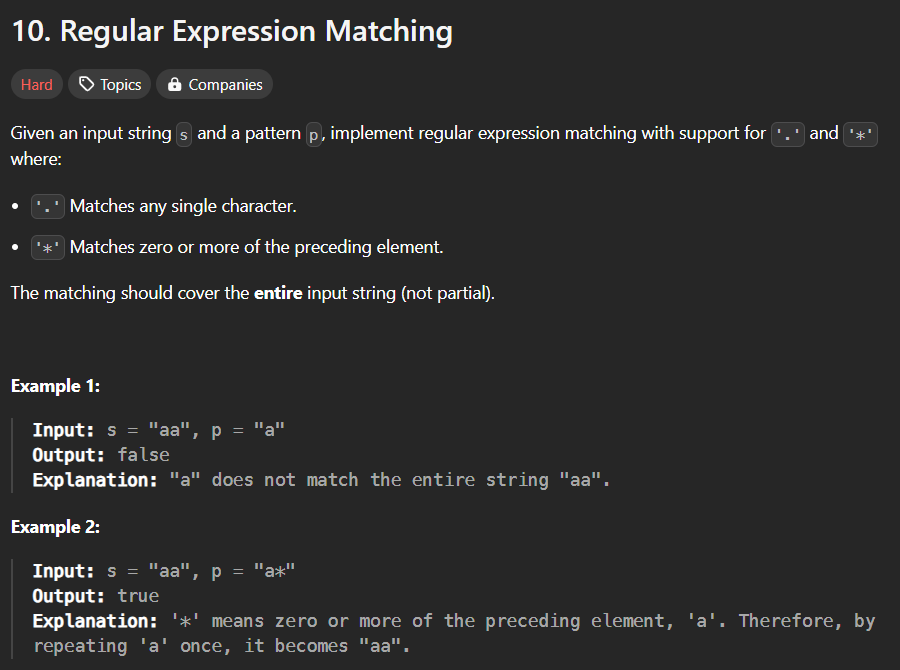 10. Regular Expression Matching
Hard Topics Companies
Given an input string s and a pattern p, implement regular expression matching with support for '.' and '*'
where:
• '.' Matches any single character.
• '*' Matches zero or more of the preceding element.
The matching should cover the entire input string (not partial).
Example 1:
Input: s = "aa", p = "a"
Output: false
Explanation: "a" does not match the entire string "aa".
Example 2:
Input: s = "aa", p = "a*"
Output: true
Explanation: '*' means zero or more of the preceding element, 'a'. Therefore, by
repeating 'a' once, it becomes "aa".